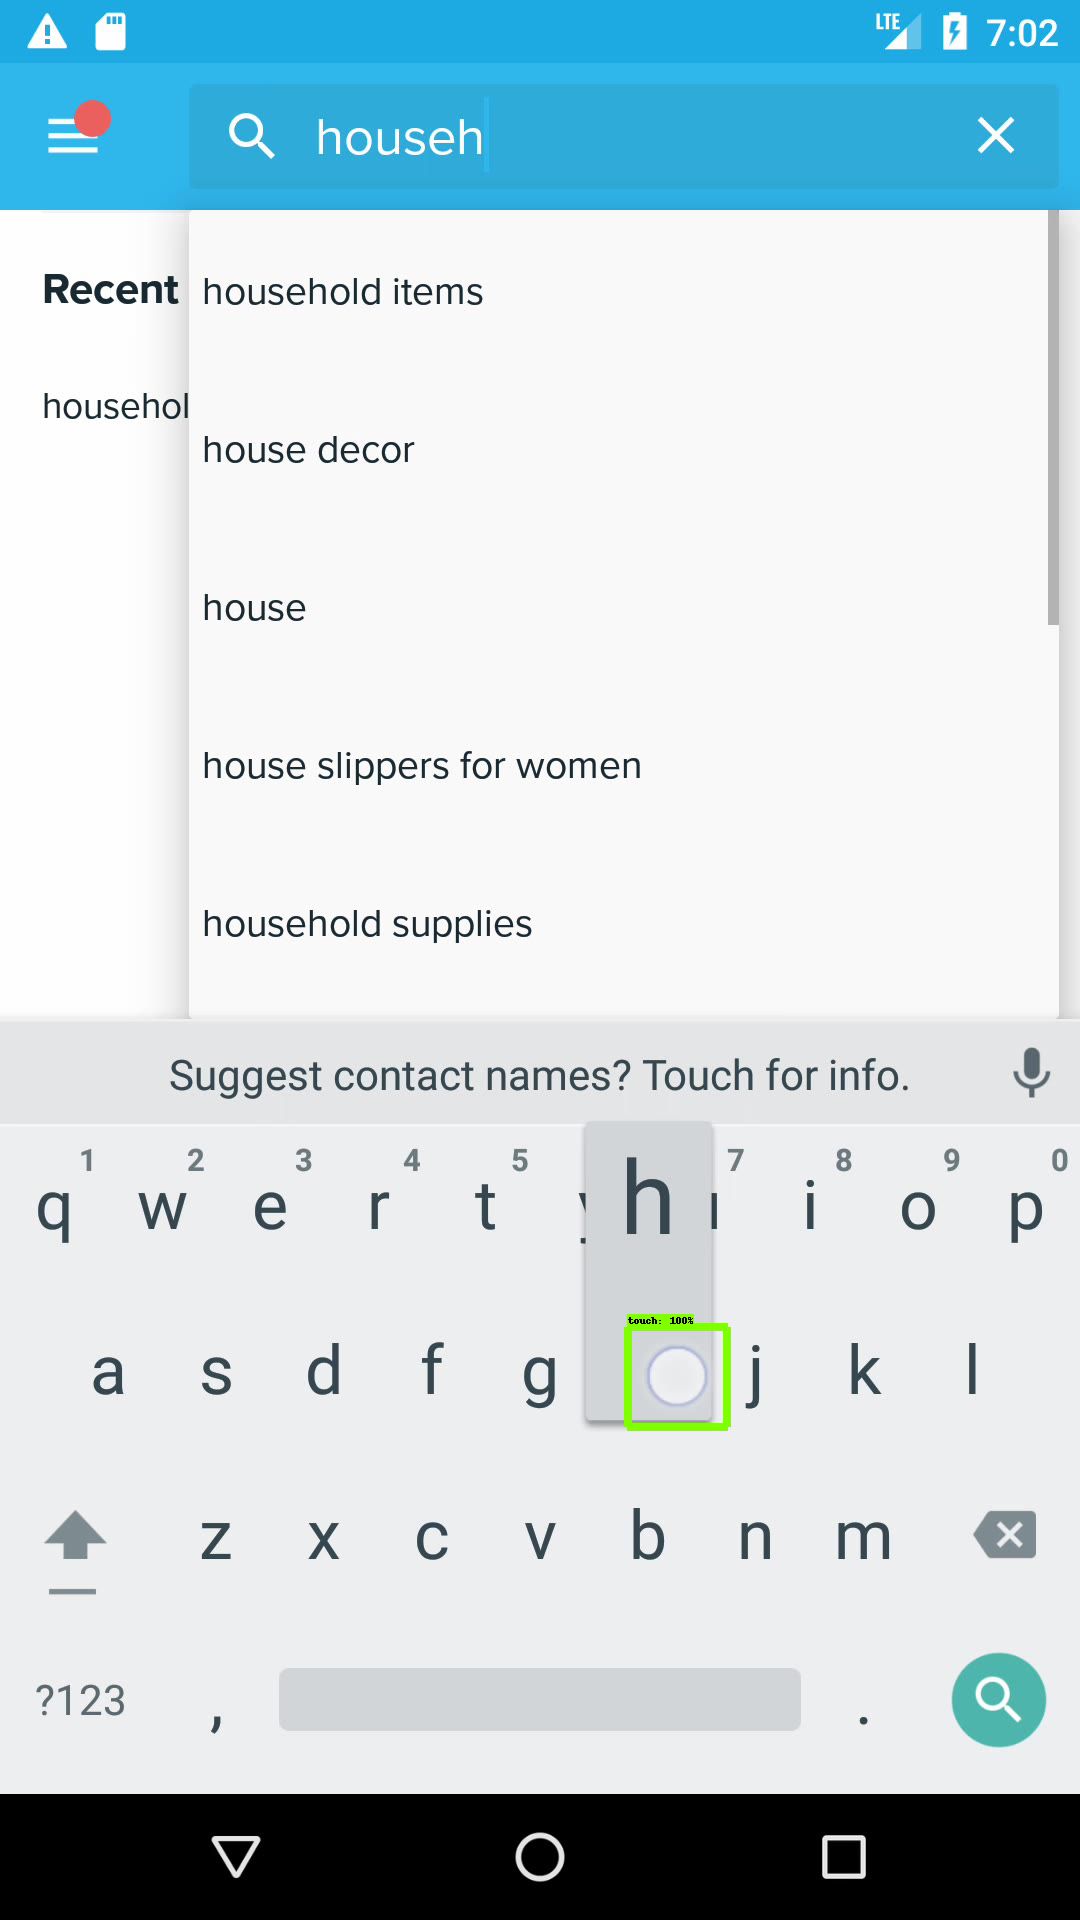 LTE 7:02
househ
Recent
househol
household items
house decor
house
house slippers for women
household supplies
Suggest contact names? Touch for info.
1 2 3 4 5 7 8 9 0
q w e r t h i o p
touch: 100%
a s d f g j k l
z x c v b n m
?123 , .